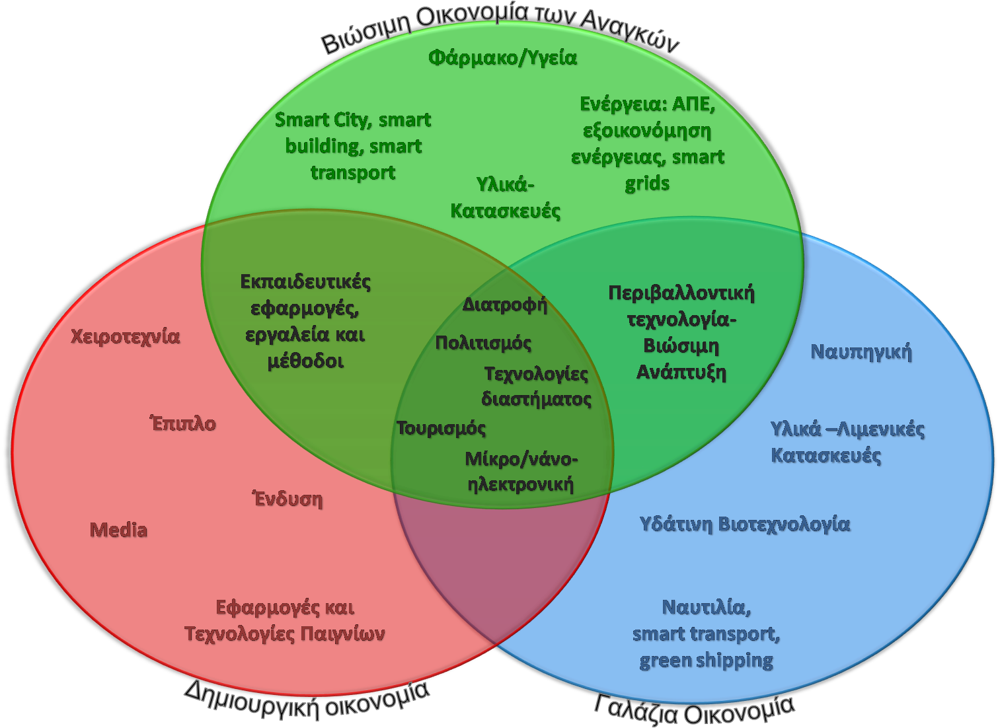 Βιώσιμη Οικονομία των Αναγκών
Φάρμακο/Υγεία
Smart City, smart
building, smart
transport
Ενέργεια: ΑΠΕ,
εξοικονόμηση
ενέργειας, smart
grids
Υλικά-
Κατασκευές
Εκπαιδευτικές
εφαρμογές,
εργαλεία και
μέθοδοι
Διατροφή
Πολιτισμός
Τεχνολογίες
διαστήματος
Τουρισμός
Μίκρο/νάνο-
ηλεκτρονική
Περιβαλλοντική
τεχνολογία-
Βιώσιμη
Ανάπτυξη
Χειροτεχνία
Έπιπλο
Ένδυση
Media
Εφαρμογές και
Τεχνολογίες Παιγνίων
Ναυπηγική
Υλικά –Λιμενικές
Κατασκευές
Υδάτινη Βιοτεχνολογία
Ναυτιλία,
smart transport,
green shipping
Δημιουργική οικονομία
Γαλάζια Οικονομία